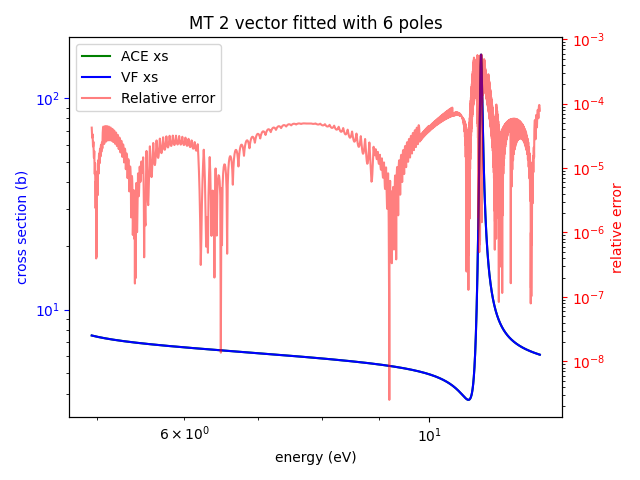 MT 2 vector fitted with 6 poles
ACE xs
VF xs
Relative error
10²
10¹
cross section (b)
10⁻³
10⁻⁴
10⁻⁵
10⁻⁶
10⁻⁷
10⁻⁸
relative error
6 × 10⁰
10¹
energy (eV)